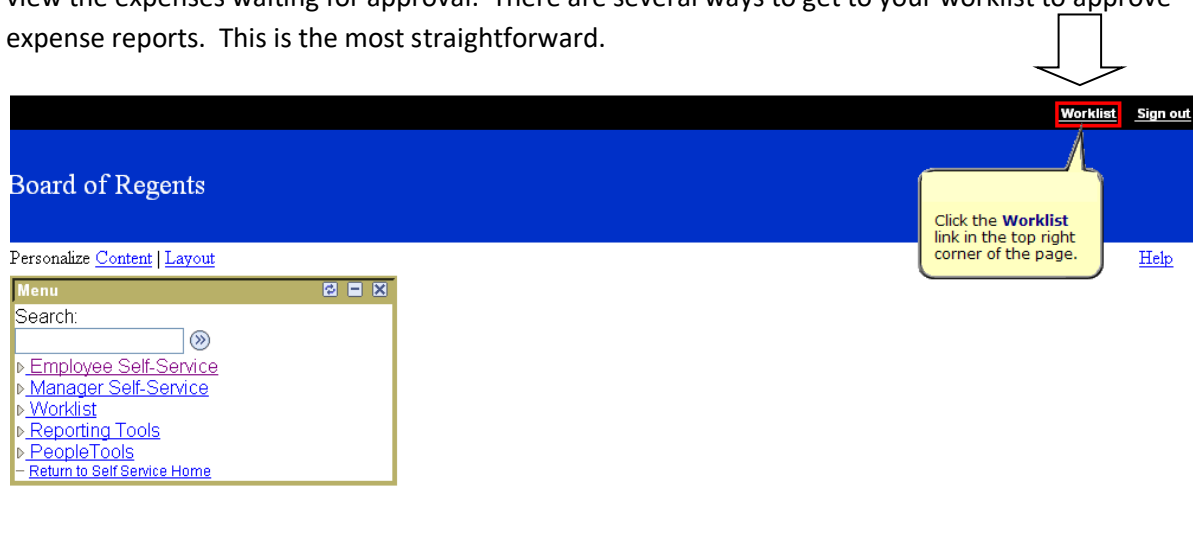 view the expenses waiting for approval. There are several ways to get to your worklist to approve
expense reports. This is the most straightforward.
Worklist Sign out
Board of Regents
Click the Worklist
link in the top right
corner of the page.
Personalize Content | Layout
Help
Menu
Search:
Employee Self-Service
Manager Self-Service
Worklist
Reporting Tools
PeopleTools
Return to Self Service Home